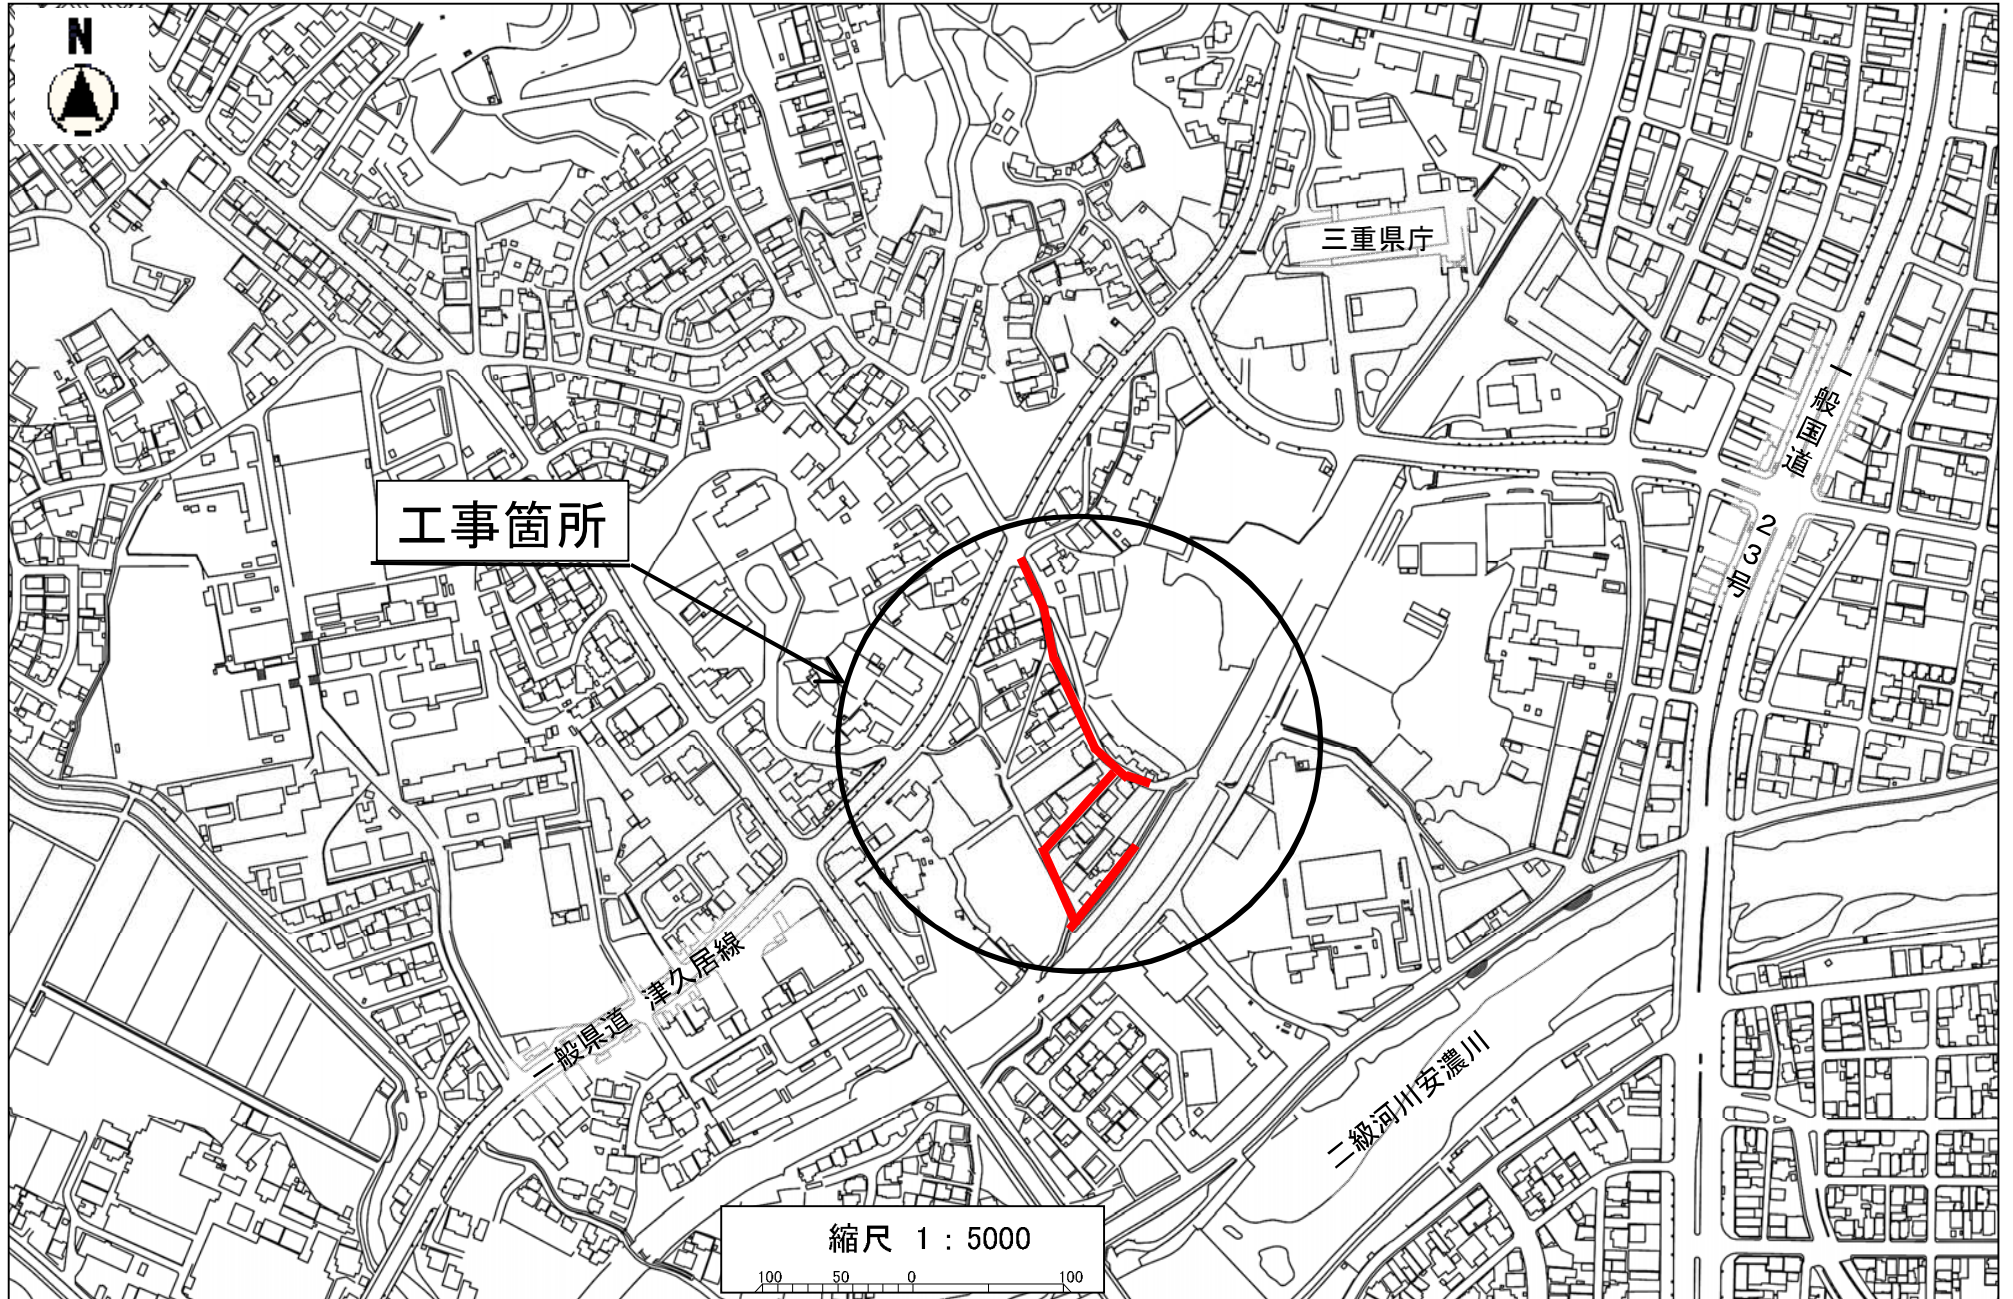 N
三重県庁
一般国道 23号
工事箇所
一般県道 津久居線
二級河川安濃川
縮尺 1:5000
100 50 0 100